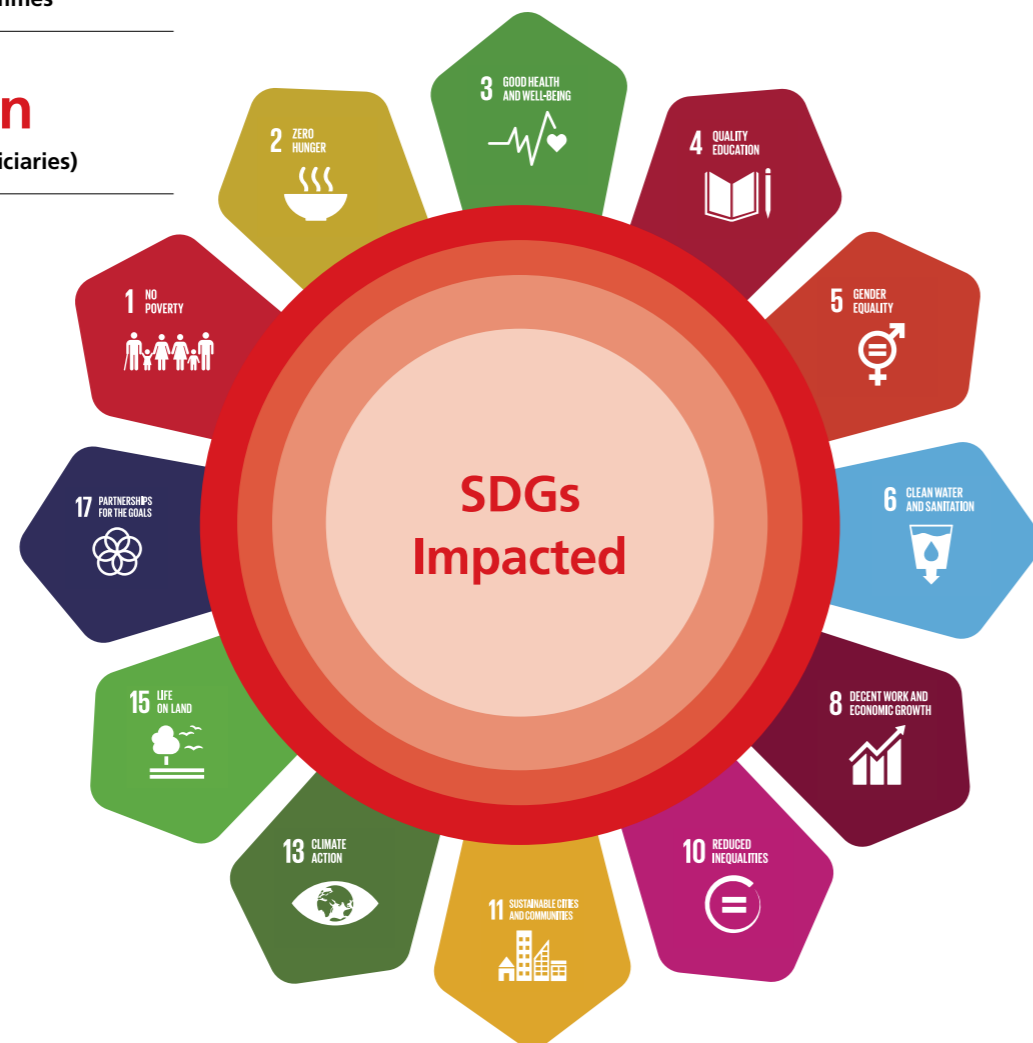 n
iciaries)
3 GOOD HEALTH
AND WELL-BEING
2 ZERO
HUNGER
4 QUALITY
EDUCATION
1 NO
POVERTY
5 GENDER
EQUALITY
17 PARTNERSHIPS
FOR THE GOALS
SDGs
Impacted
6 CLEAN WATER
AND SANITATION
15 LIFE
ON LAND
8 DECENT WORK AND
ECONOMIC GROWTH
13 CLIMATE
ACTION
10 REDUCED
INEQUALITIES
11 SUSTAINABLE CITIES
AND COMMUNITIES